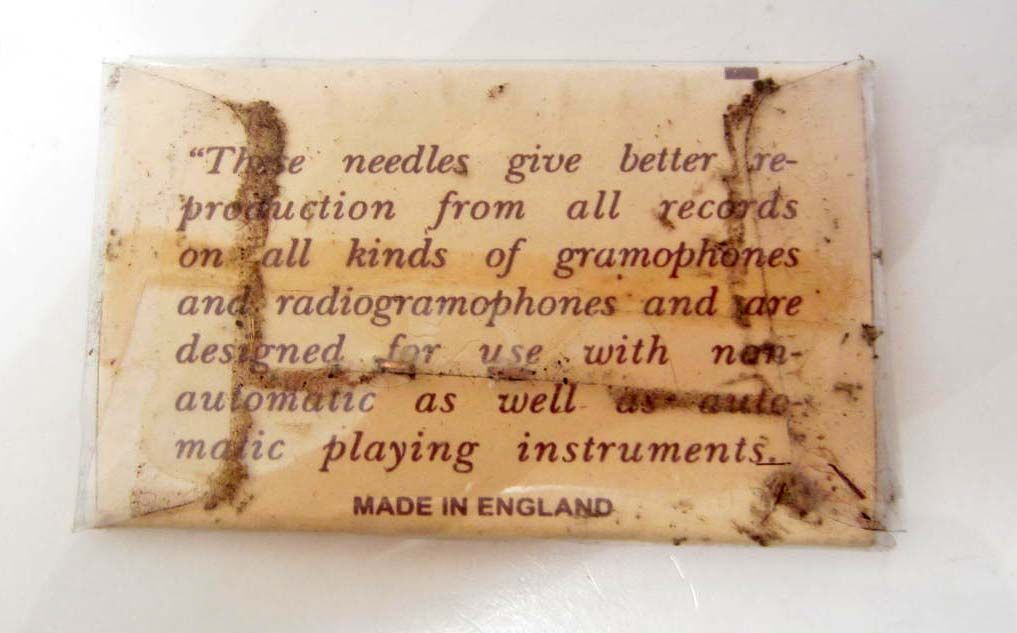 “These needles give better re-
production from all records
on all kinds of gramophones
and radiogramophones and are
designed for use with non-
automatic as well as auto-
matic playing instruments.
MADE IN ENGLAND